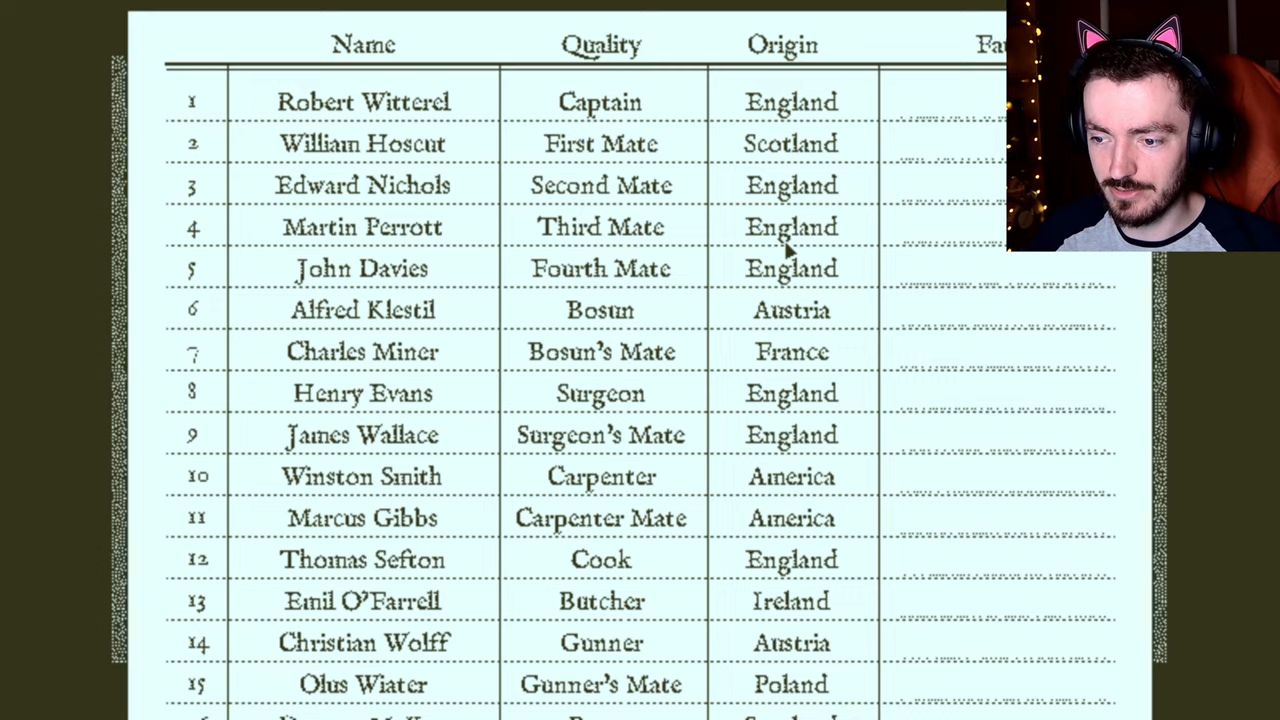 Name Quality Origin
1 Robert Witterel Captain England
2 William Hoscut First Mate Scotland
3 Edward Nichols Second Mate England
4 Martin Perrott Third Mate England
5 John Davies Fourth Mate England
6 Alfred Klestil Bosun Austria
7 Charles Miner Bosun's Mate France
8 Henry Evans Surgeon England
9 James Wallace Surgeon's Mate England
10 Winston Smith Carpenter America
11 Marcus Gibbs Carpenter Mate America
12 Thomas Sefton Cook England
13 Emil O'Farrell Butcher Ireland
14 Christian Wolff Gunner Austria
15 Olus Wiater Gunner's Mate Poland